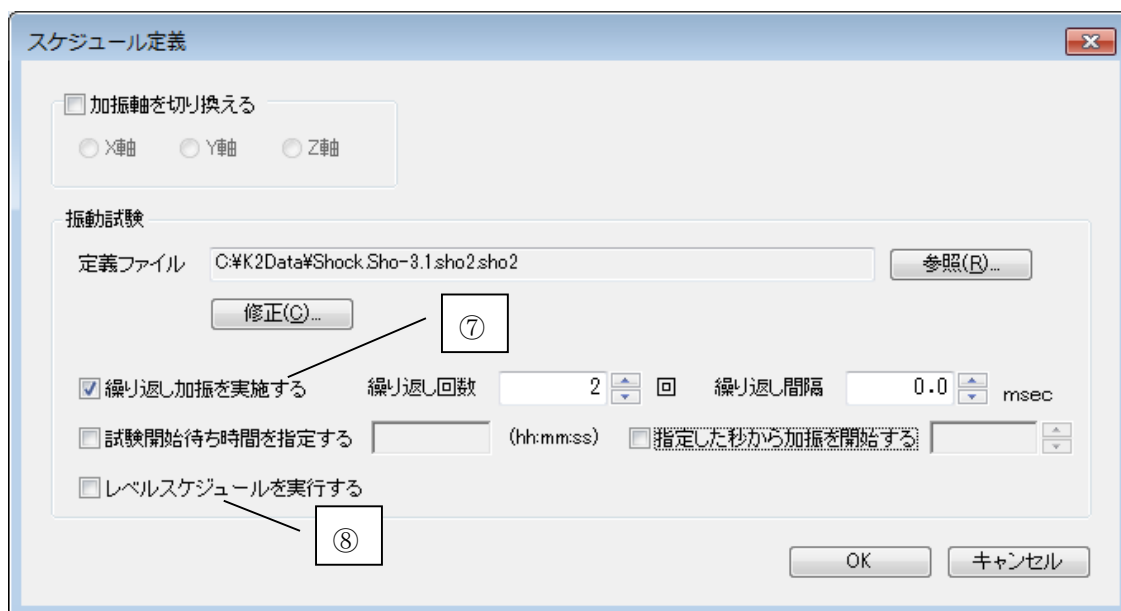 スケジュール定義
加振軸を切り換える
X軸 Y軸 Z軸
振動試験
定義ファイル C:¥K2Data¥Shock.Sho-3.1.sho2.sho2 参照(R)...
修正(C)...
⑦
繰り返し加振を実施する 繰り返し回数 2 回 繰り返し間隔 0.0 msec
試験開始待ち時間を指定する (hh:mm:ss) 指定した秒から加振を開始する
レベルスケジュールを実行する
⑧
OK キャンセル